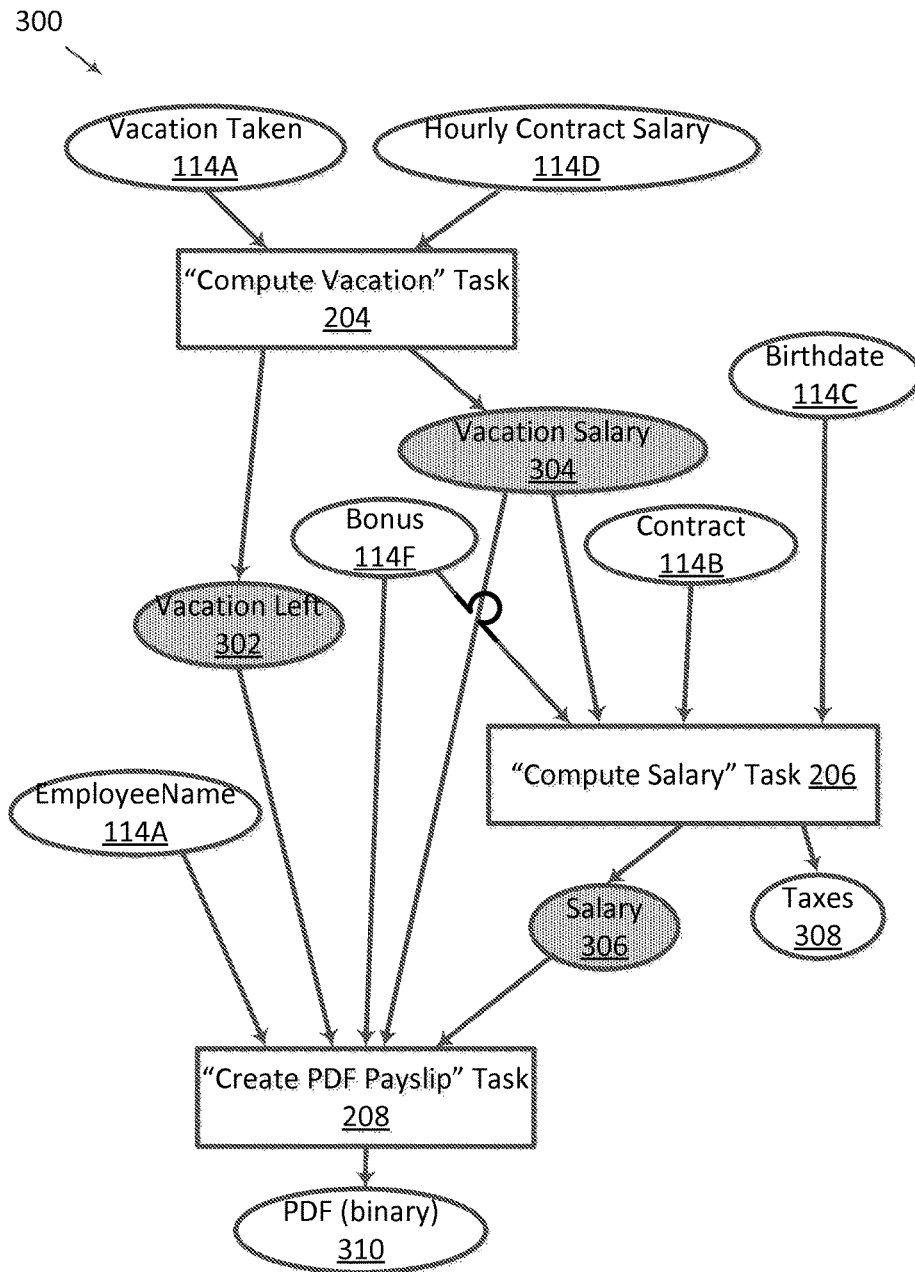 300
Vacation Taken
114A
Hourly Contract Salary
114D
“Compute Vacation” Task
204
Birthdate
114C
Vacation Salary
304
Bonus
114F
Contract
114B
Vacation Left
302
“Compute Salary” Task 206
EmployeeName
114A
Salary
306
Taxes
308
“Create PDF Payslip” Task
208
PDF (binary)
310